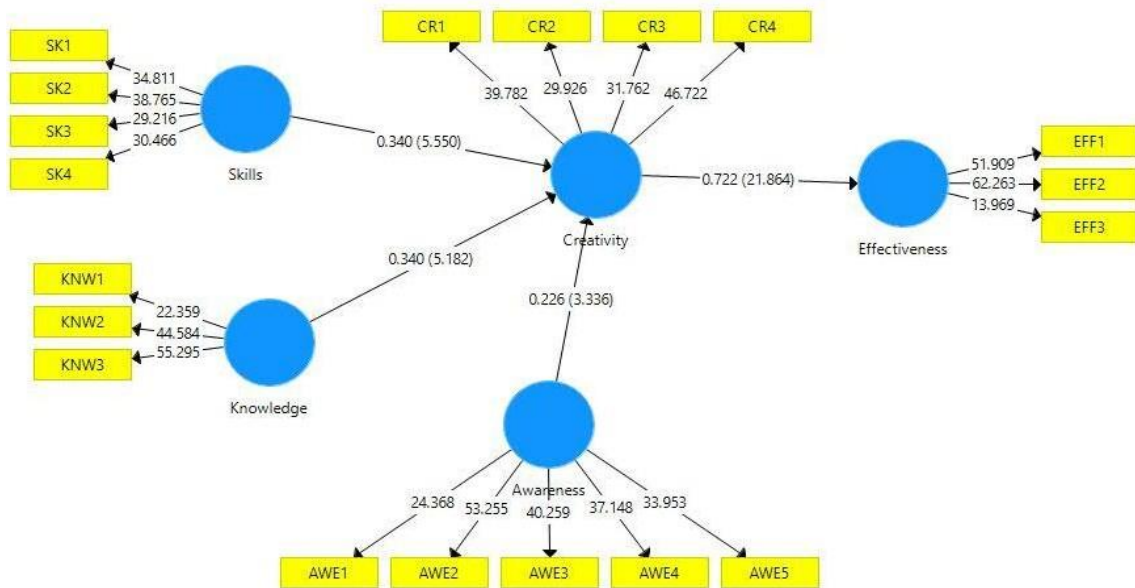 CR1
CR2
CR3
CR4
SK1
SK2
SK3
SK4
34.811
38.765
29.216
30.466
Skills
39.782
29.926
31.762
46.722
0.340 (5.550)
Creativity
0.722 (21.864)
Effectiveness
51.909
62.263
13.969
EFF1
EFF2
EFF3
KNW1
KNW2
KNW3
22.359
44.584
55.295
Knowledge
0.340 (5.182)
0.226 (3.336)
Awareness
24.368
53.255
40.259
37.148
33.953
AWE1
AWE2
AWE3
AWE4
AWE5